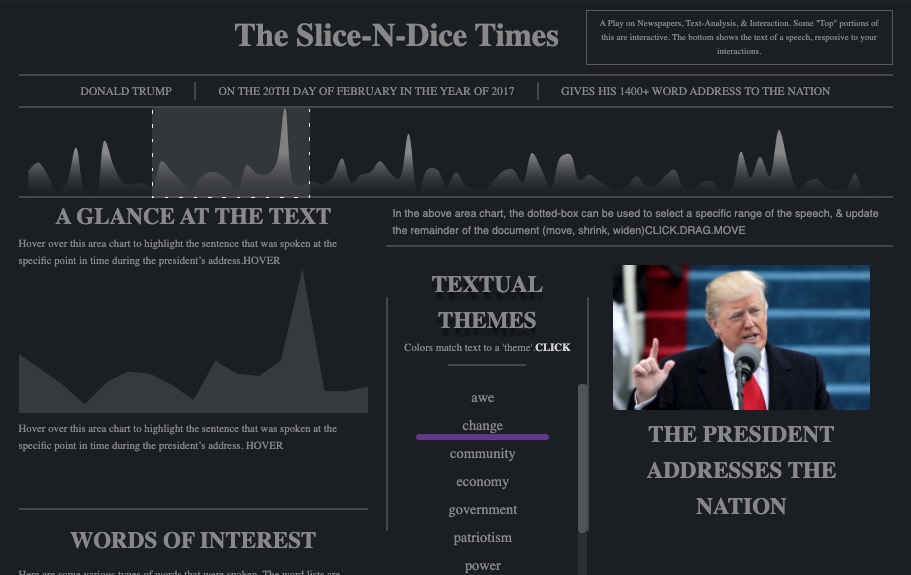 The Slice-N-Dice Times
A Play on Newspapers, Text-Analysis, & Interaction. Some "Top" portions of
this are interactive. The bottom shows the text of a speech, resposive to your
interactions.
DONALD TRUMP
ON THE 20TH DAY OF FEBRUARY IN THE YEAR OF 2017
GIVES HIS 1400+ WORD ADDRESS TO THE NATION
A GLANCE AT THE TEXT
Hover over this area chart to highlight the sentence that was spoken at the
specific point in time during the president’s address.HOVER
Hover over this area chart to highlight the sentence that was spoken at the
specific point in time during the president’s address. HOVER
WORDS OF INTEREST
Here are some various types of words that were spoken. The word lists are
In the above area chart, the dotted-box can be used to select a specific range of the speech, & update
the remainder of the document (move, shrink, widen)CLICK.DRAG.MOVE
TEXTUAL
THEMES
Colors match text to a 'theme'.CLICK
awe
change
community
economy
government
patriotism
power
THE PRESIDENT
ADDRESSES THE
NATION